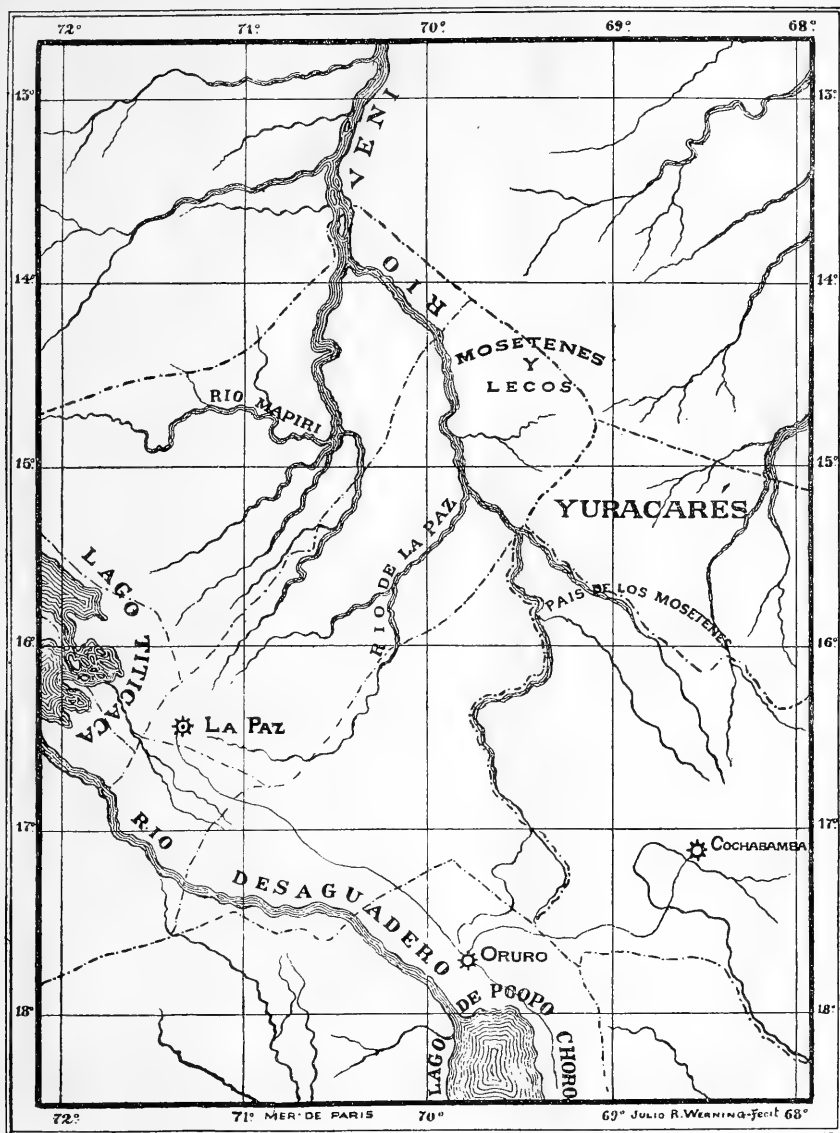 72° 71° 70° 69° 68°
13° 13°
RIO VENI
14° 14°
MOSETENES
Y
LECOS
RIO MAPIRI
15° 15°
YURACARÉS
RIO DE LA PAZ
PAIS DE LOS MOSETENES
LAGO TITICACA
16° 16°
LA PAZ
17° 17°
RIO DESAGUADERO
COCHABAMBA
ORURO
18° 18°
LAGO DE POOPO
CHORO
72° 71° MER. DE PARIS 70° 69° JULIO R. WERNING-fecit 68°